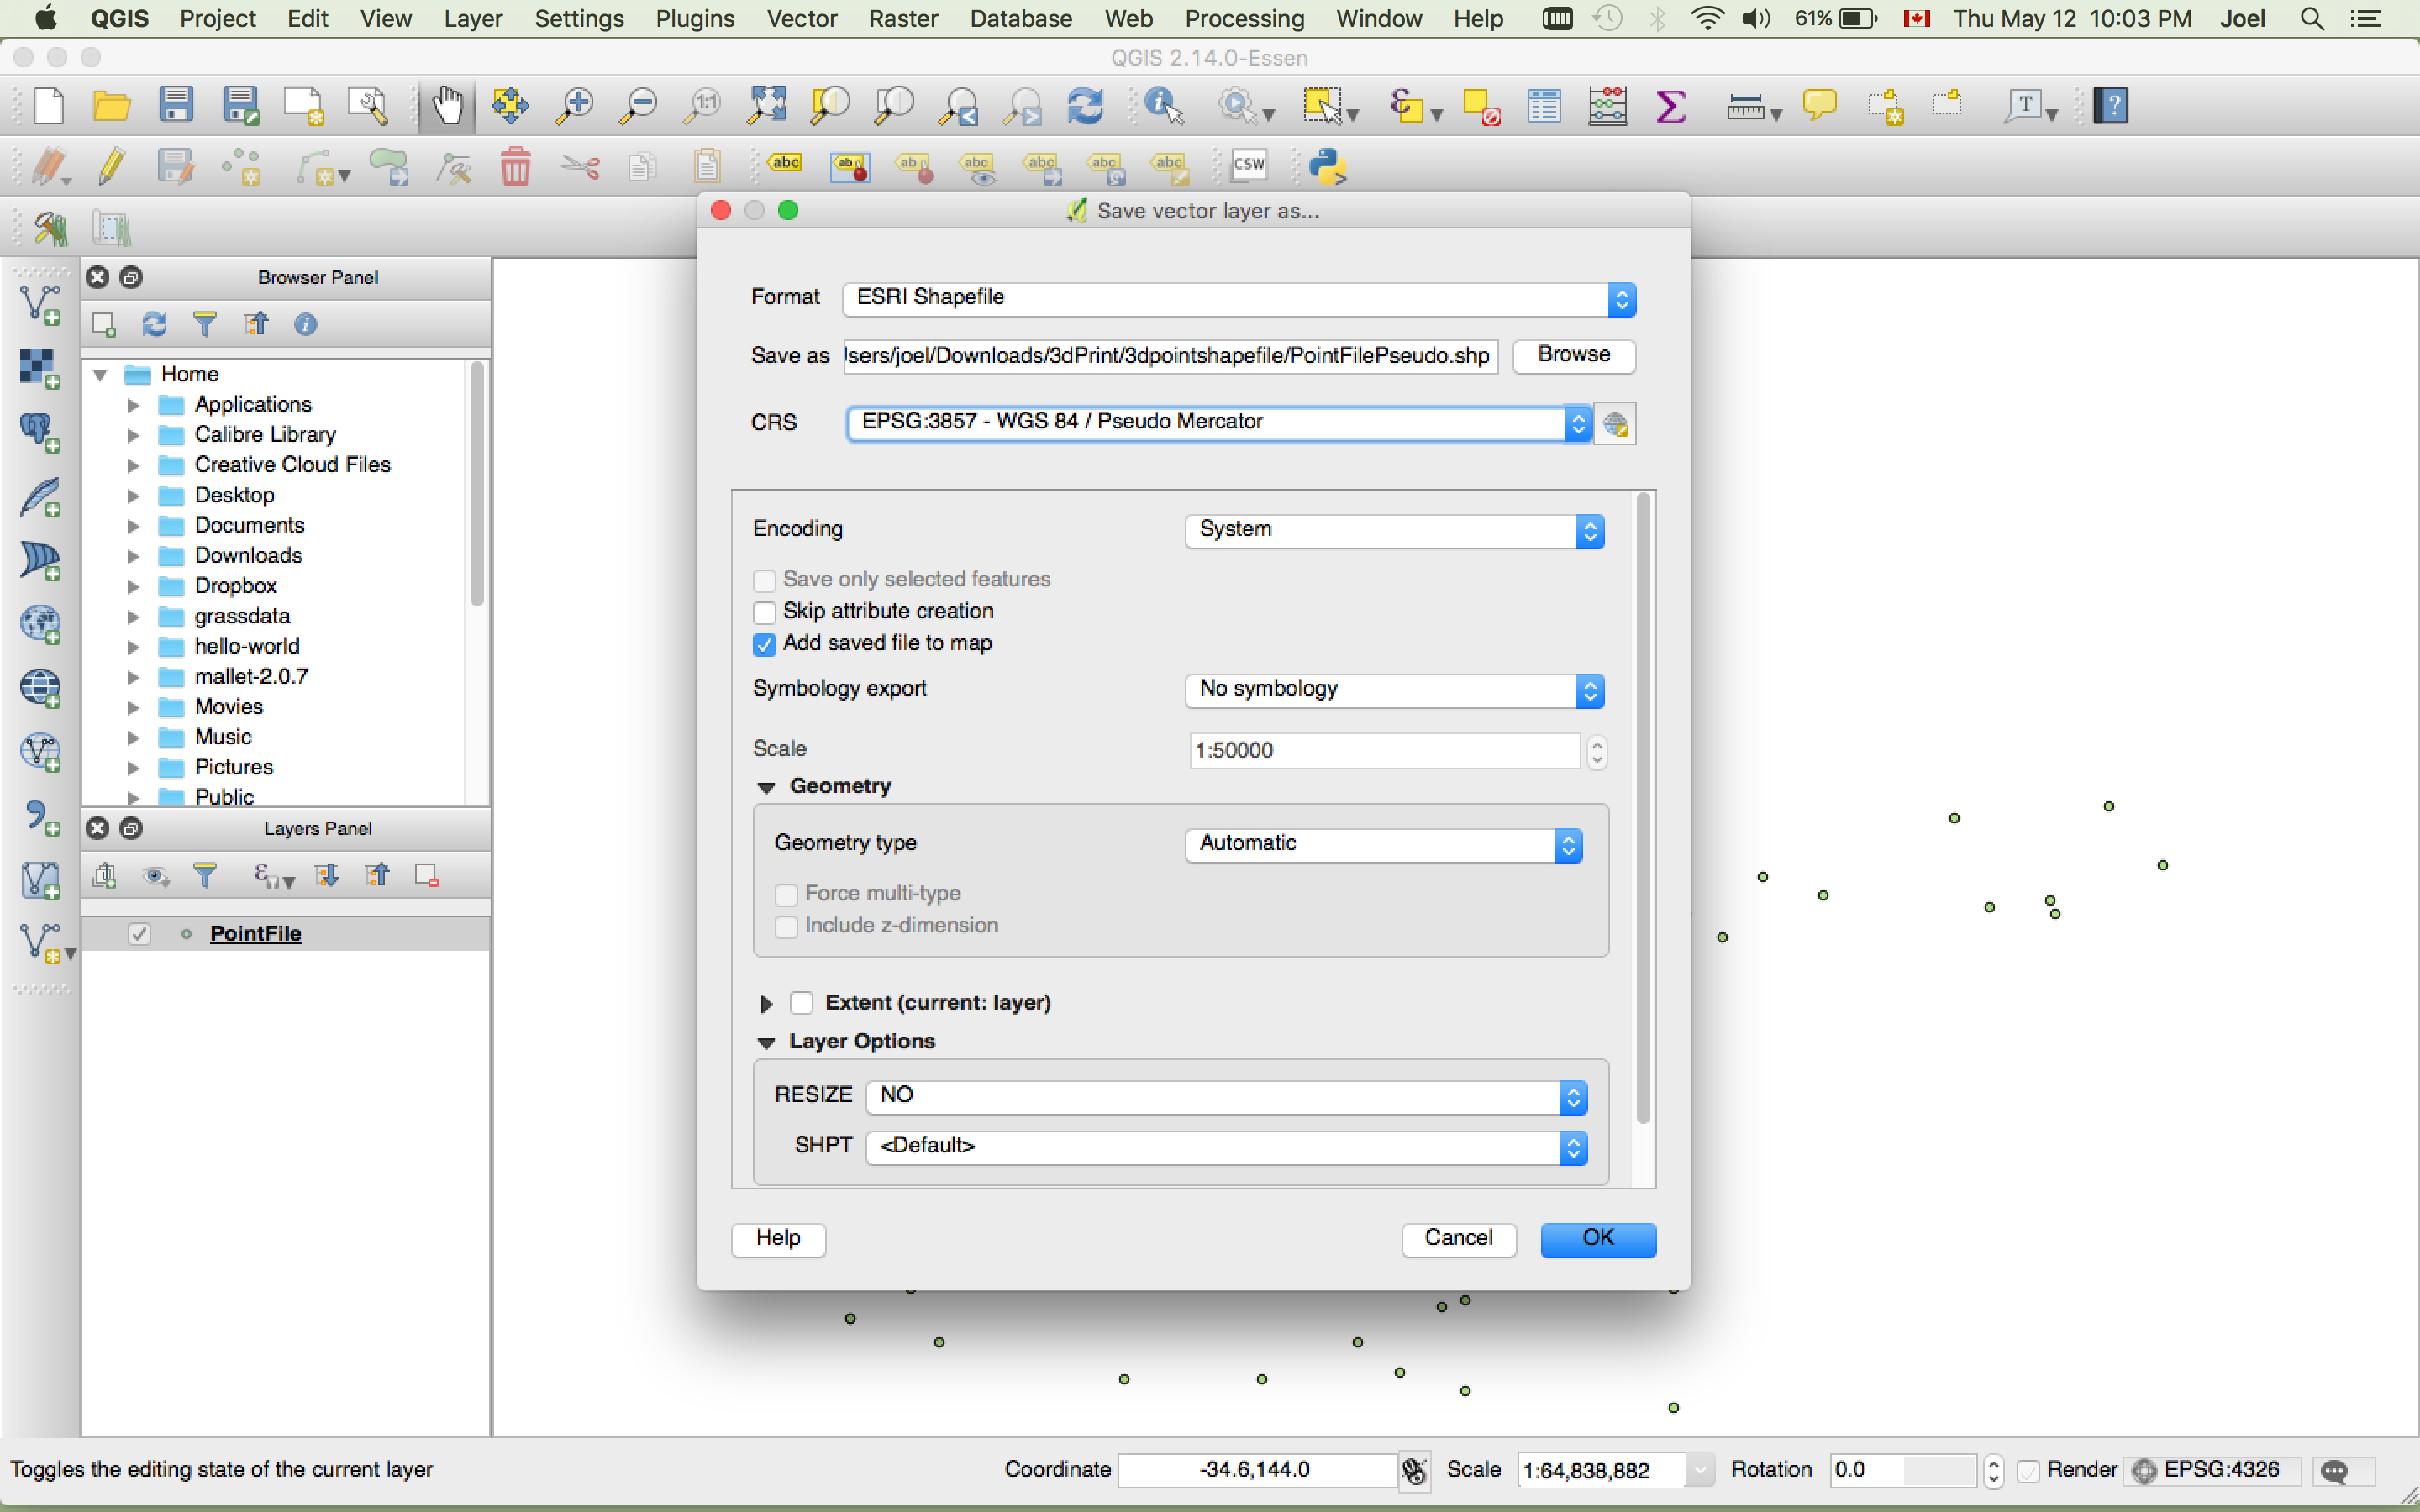 QGIS Project Edit View Layer Settings Plugins Vector Raster Database Web Processing Window Help 61% Thu May 12 10:03 PM Joel
QGIS 2.14.0-Essen
1:1 T ?
abc ab ab abc abc abc abc CSW
Save vector layer as...
Browser Panel
Home
Applications
Calibre Library
Creative Cloud Files
Desktop
Documents
Downloads
Dropbox
grassdata
hello-world
mallet-2.0.7
Movies
Music
Pictures
Public
Layers Panel
PointFile
Format ESRI Shapefile
Save as sers/joel/Downloads/3dPrint/3dpointshapefile/PointFilePseudo.shp Browse
CRS EPSG:3857 - WGS 84 / Pseudo Mercator
Encoding System
Save only selected features
Skip attribute creation
Add saved file to map
Symbology export No symbology
Scale 1:50000
Geometry
Geometry type Automatic
Force multi-type
Include z-dimension
Extent (current: layer)
Layer Options
RESIZE NO
SHPT <Default>
Help Cancel OK
Toggles the editing state of the current layer Coordinate -34.6,144.0 Scale 1:64,838,882 Rotation 0.0 Render EPSG:4326